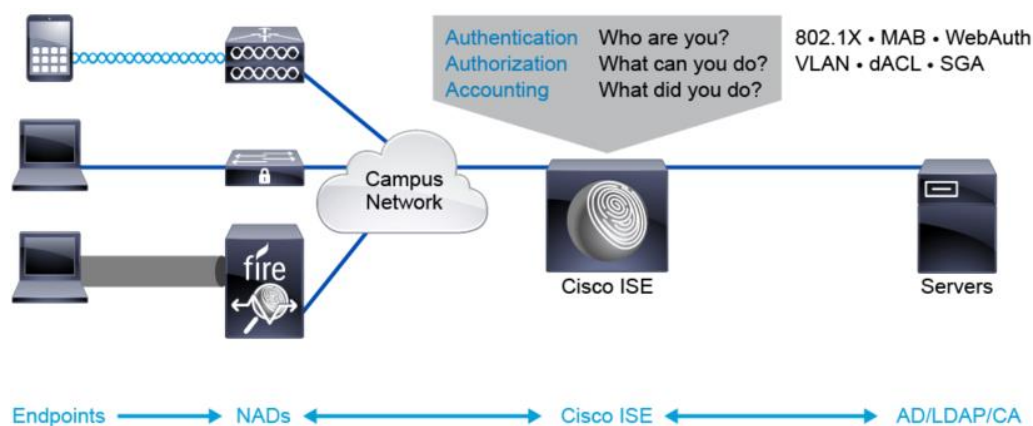 Authentication Who are you? 802.1X • MAB • WebAuth
Authorization What can you do? VLAN • dACL • SGA
Accounting What did you do?
Campus
Network
fire
Cisco ISE
Servers
Endpoints NADs Cisco ISE AD/LDAP/CA